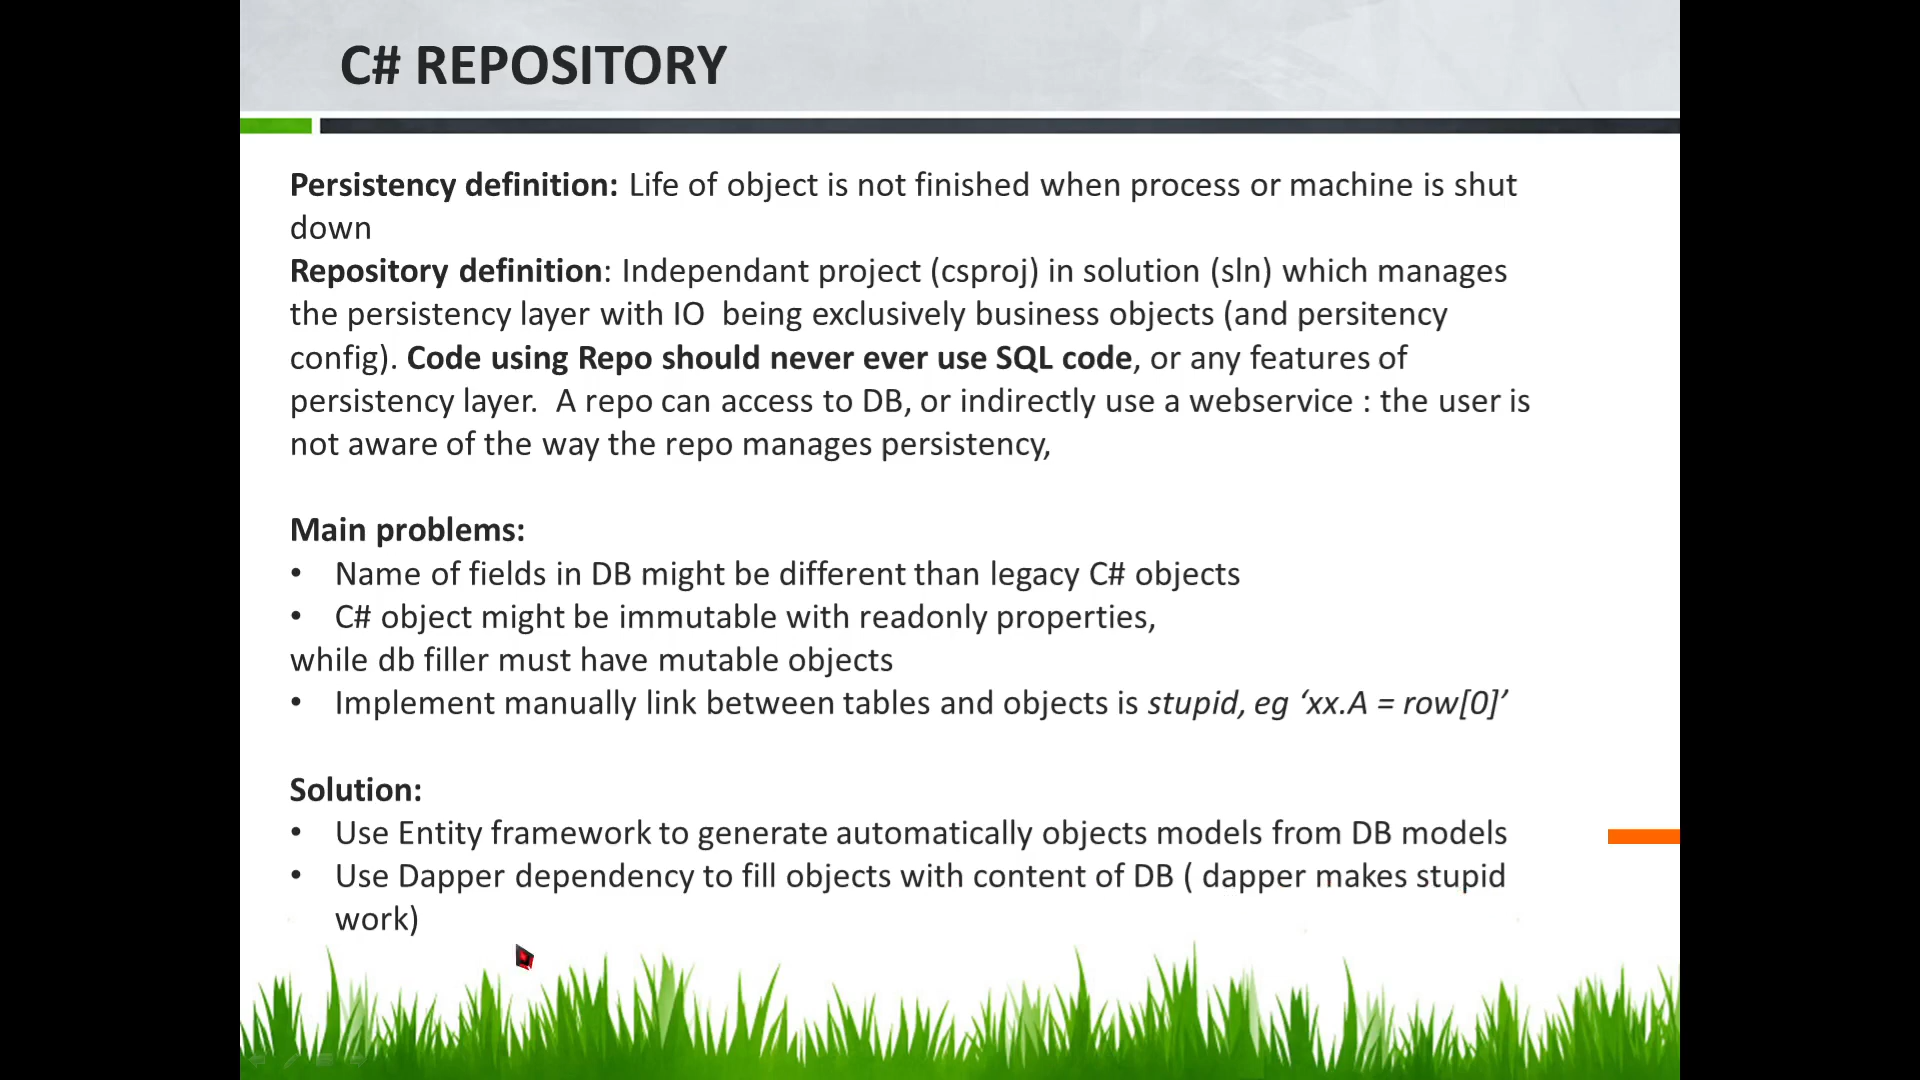 C# REPOSITORY
Persistency definition: Life of object is not finished when process or machine is shut
down
Repository definition: Independant project (csproj) in solution (sln) which manages
the persistency layer with IO  being exclusively business objects (and persitency
config). Code using Repo should never ever use SQL code, or any features of
persistency layer.  A repo can access to DB, or indirectly use a webservice : the user is
not aware of the way the repo manages persistency,
Main problems:
• Name of fields in DB might be different than legacy C# objects
• C# object might be immutable with readonly properties,
while db filler must have mutable objects
• Implement manually link between tables and objects is stupid, eg ‘xx.A = row[0]’
Solution:
• Use Entity framework to generate automatically objects models from DB models
• Use Dapper dependency to fill objects with content of DB ( dapper makes stupid
work)